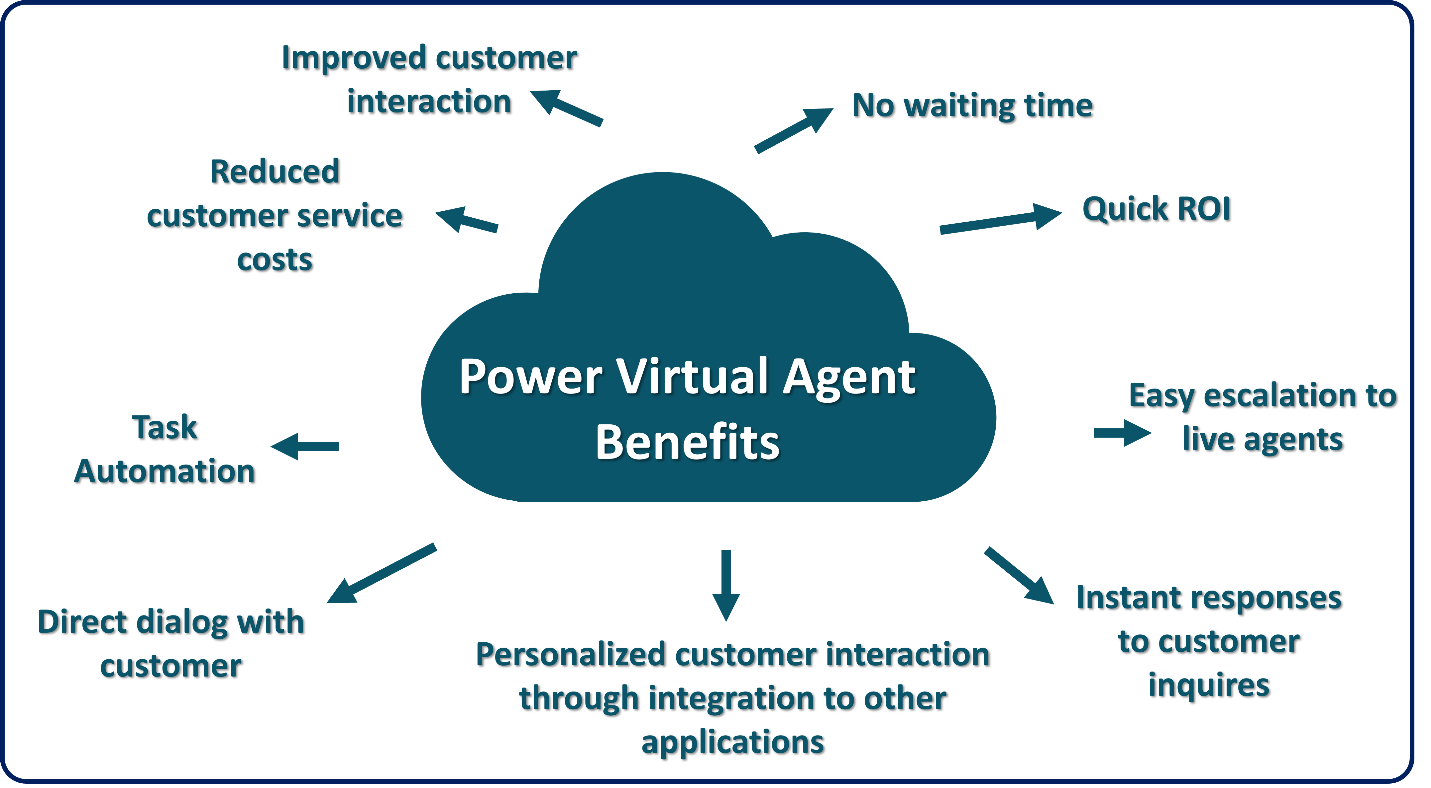 Improved customer
interaction
No waiting time
Reduced
customer service
costs
Quick ROI
Power Virtual Agent
Benefits
Easy escalation to
live agents
Task
Automation
Direct dialog with
customer
Personalized customer interaction
through integration to other
applications
Instant responses
to customer
inquires